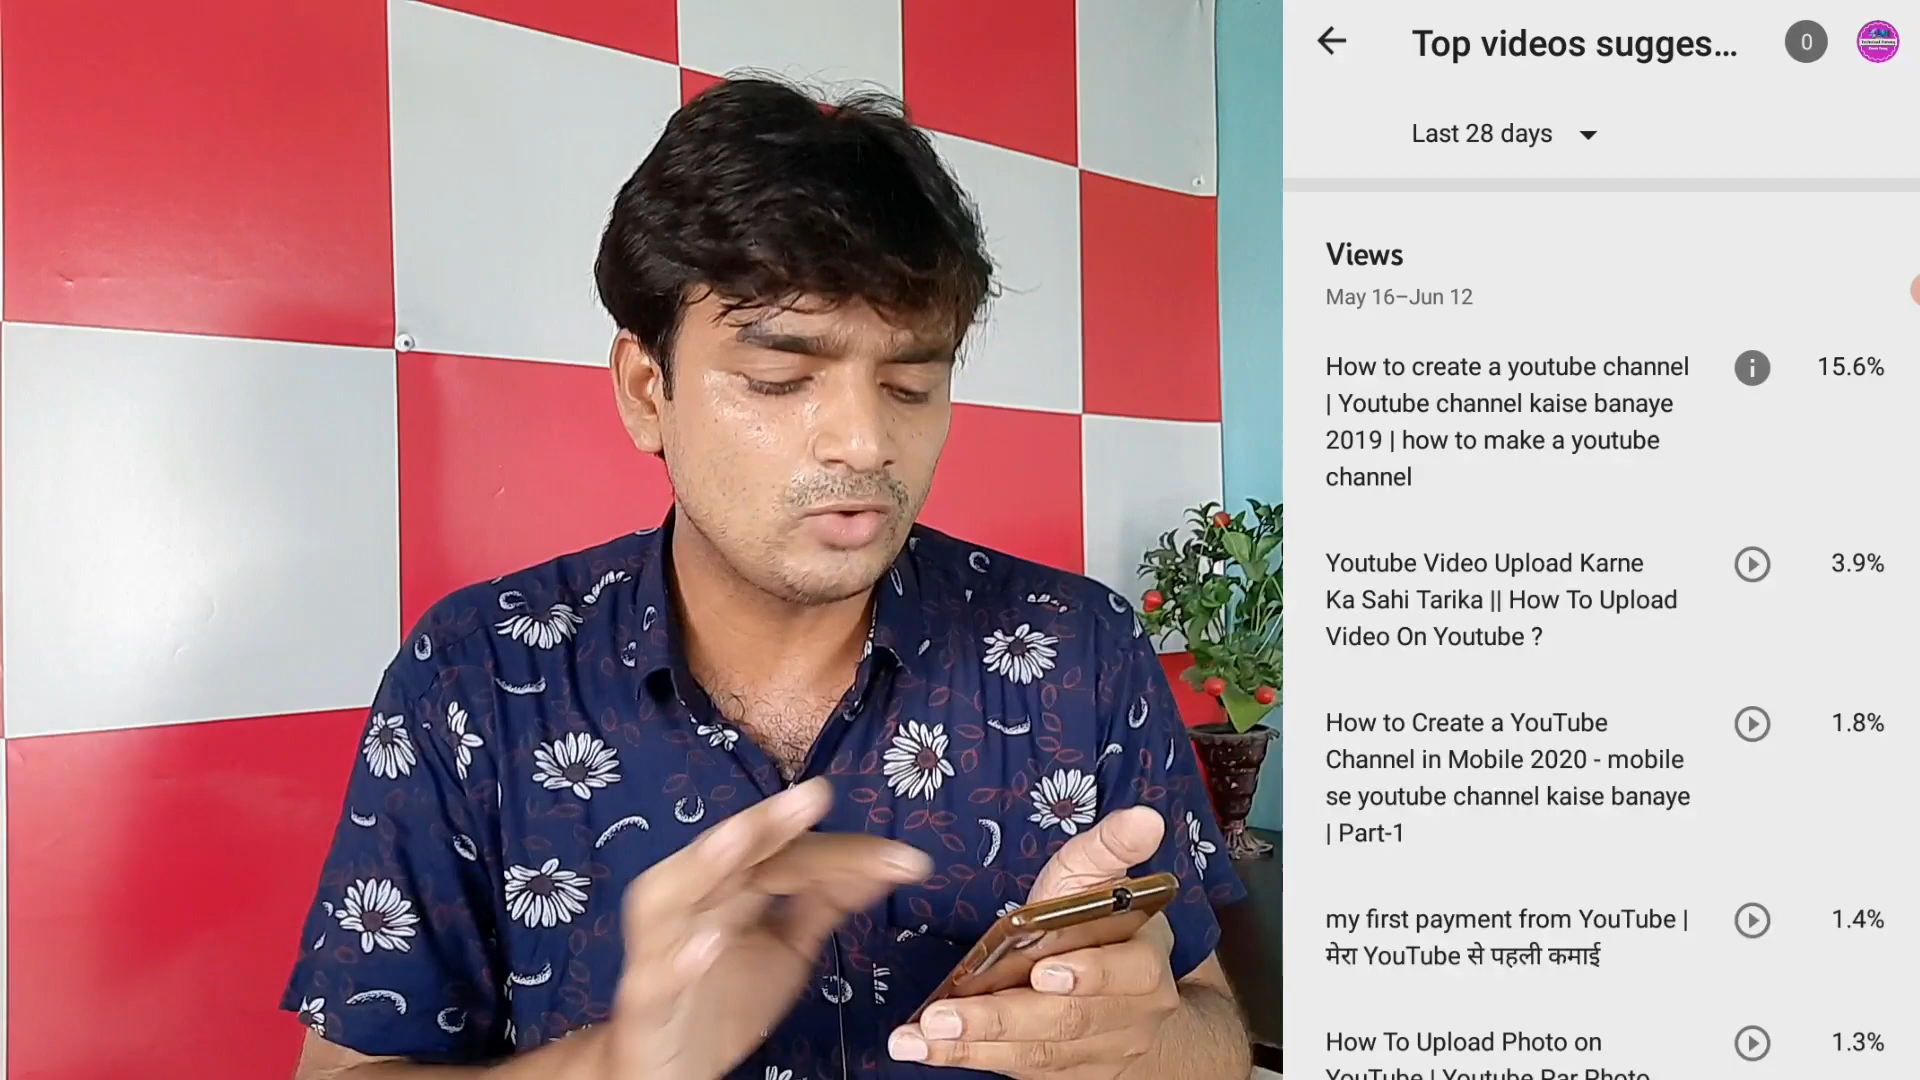 Top videos sugges...
0
Last 28 days
Views
May 16–Jun 12
How to create a youtube channel
| Youtube channel kaise banaye
2019 | how to make a youtube
channel
15.6%
Youtube Video Upload Karne
Ka Sahi Tarika || How To Upload
Video On Youtube ?
3.9%
How to Create a YouTube
Channel in Mobile 2020 - mobile
se youtube channel kaise banaye
| Part-1
1.8%
my first payment from YouTube |
मेरा YouTube से पहली कमाई
1.4%
How To Upload Photo on
YouTube | Youtube Par Photo
1.3%